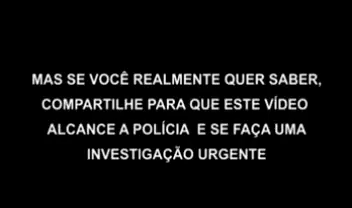 MAS SE VOCÊ REALMENTE QUER SABER,
COMPARTILHE PARA QUE ESTE VÍDEO
ALCANCE A POLÍCIA E SE FAÇA UMA
INVESTIGAÇÃO URGENTE